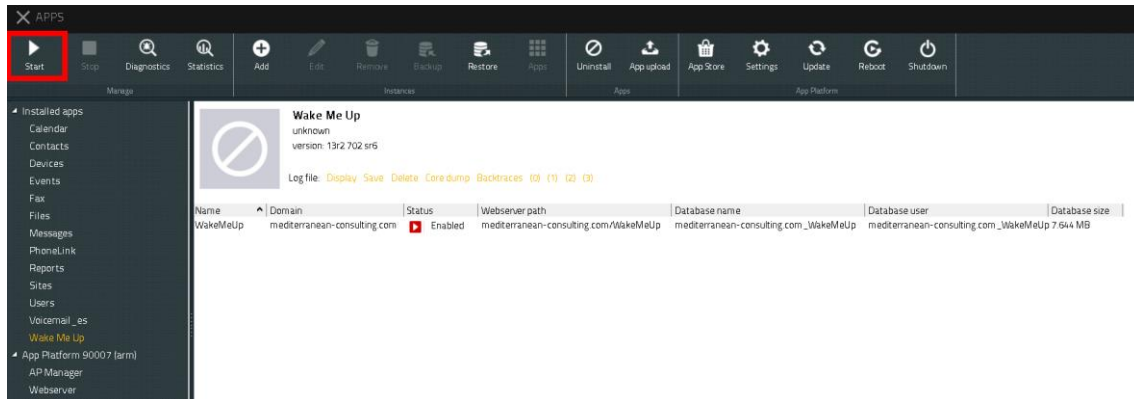 APPS
Start Stop Diagnostics Statistics Add Edit Remove Backup Restore Apps Uninstall App upload App Store Settings Update Reboot Shutdown
Manage Instances Apps App Platform
Installed apps
Calendar
Contacts
Devices
Events
Fax
Files
Messages
PhoneLink
Reports
Sites
Users
Voicemail_es
Wake Me Up
App Platform 90007 (arm)
AP Manager
Webserver
Wake Me Up
unknown
version: 13r2 702 sr6
Log file: Display Save Delete Core dump Backtraces (0) (1) (2) (3)
Name Domain Status Webserver path Database name Database user Database size
WakeMeUp mediterranean-consulting.com Enabled mediterranean-consulting.com/WakeMeUp mediterranean-consulting.com_WakeMeUp mediterranean-consulting.com_WakeMeUp 7.644 MB